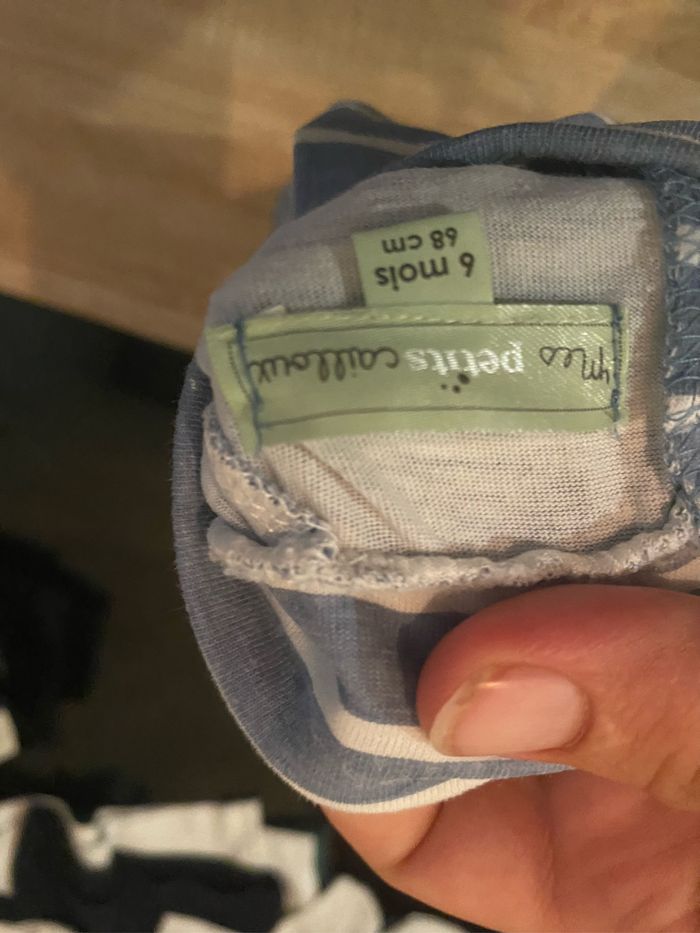 mes petits cailloux
6 mois
68 cm